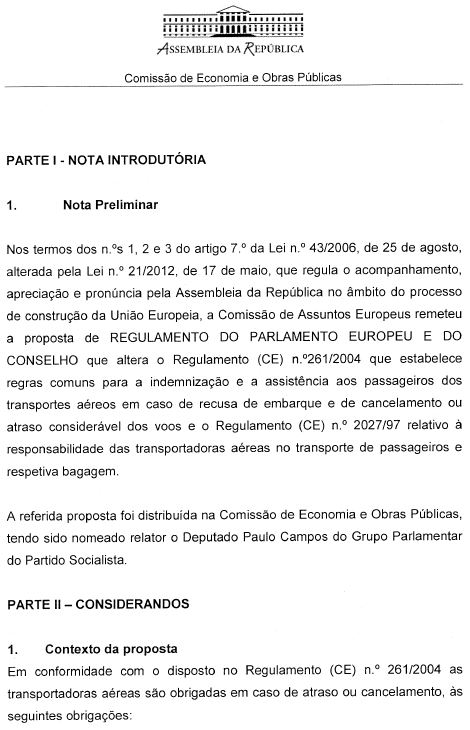 ASSEMBLEIA DA REPÚBLICA
Comissão de Economia e Obras Públicas
PARTE I - NOTA INTRODUTÓRIA
1. Nota Preliminar
Nos termos dos n.ºs 1, 2 e 3 do artigo 7.º da Lei n.º 43/2006, de 25 de agosto,
alterada pela Lei n.º 21/2012, de 17 de maio, que regula o acompanhamento,
apreciação e pronúncia pela Assembleia da República no âmbito do processo
de construção da União Europeia, a Comissão de Assuntos Europeus remeteu
a proposta de REGULAMENTO DO PARLAMENTO EUROPEU E DO
CONSELHO que altera o Regulamento (CE) n.º261/2004 que estabelece
regras comuns para a indemnização e a assistência aos passageiros dos
transportes aéreos em caso de recusa de embarque e de cancelamento ou
atraso considerável dos voos e o Regulamento (CE) n.º 2027/97 relativo à
responsabilidade das transportadoras aéreas no transporte de passageiros e
respetiva bagagem.
A referida proposta foi distribuída na Comissão de Economia e Obras Públicas,
tendo sido nomeado relator o Deputado Paulo Campos do Grupo Parlamentar
do Partido Socialista.
PARTE II – CONSIDERANDOS
1. Contexto da proposta
Em conformidade com o disposto no Regulamento (CE) n.º 261/2004 as
transportadoras aéreas são obrigadas em caso de atraso ou cancelamento, às
seguintes obrigações: